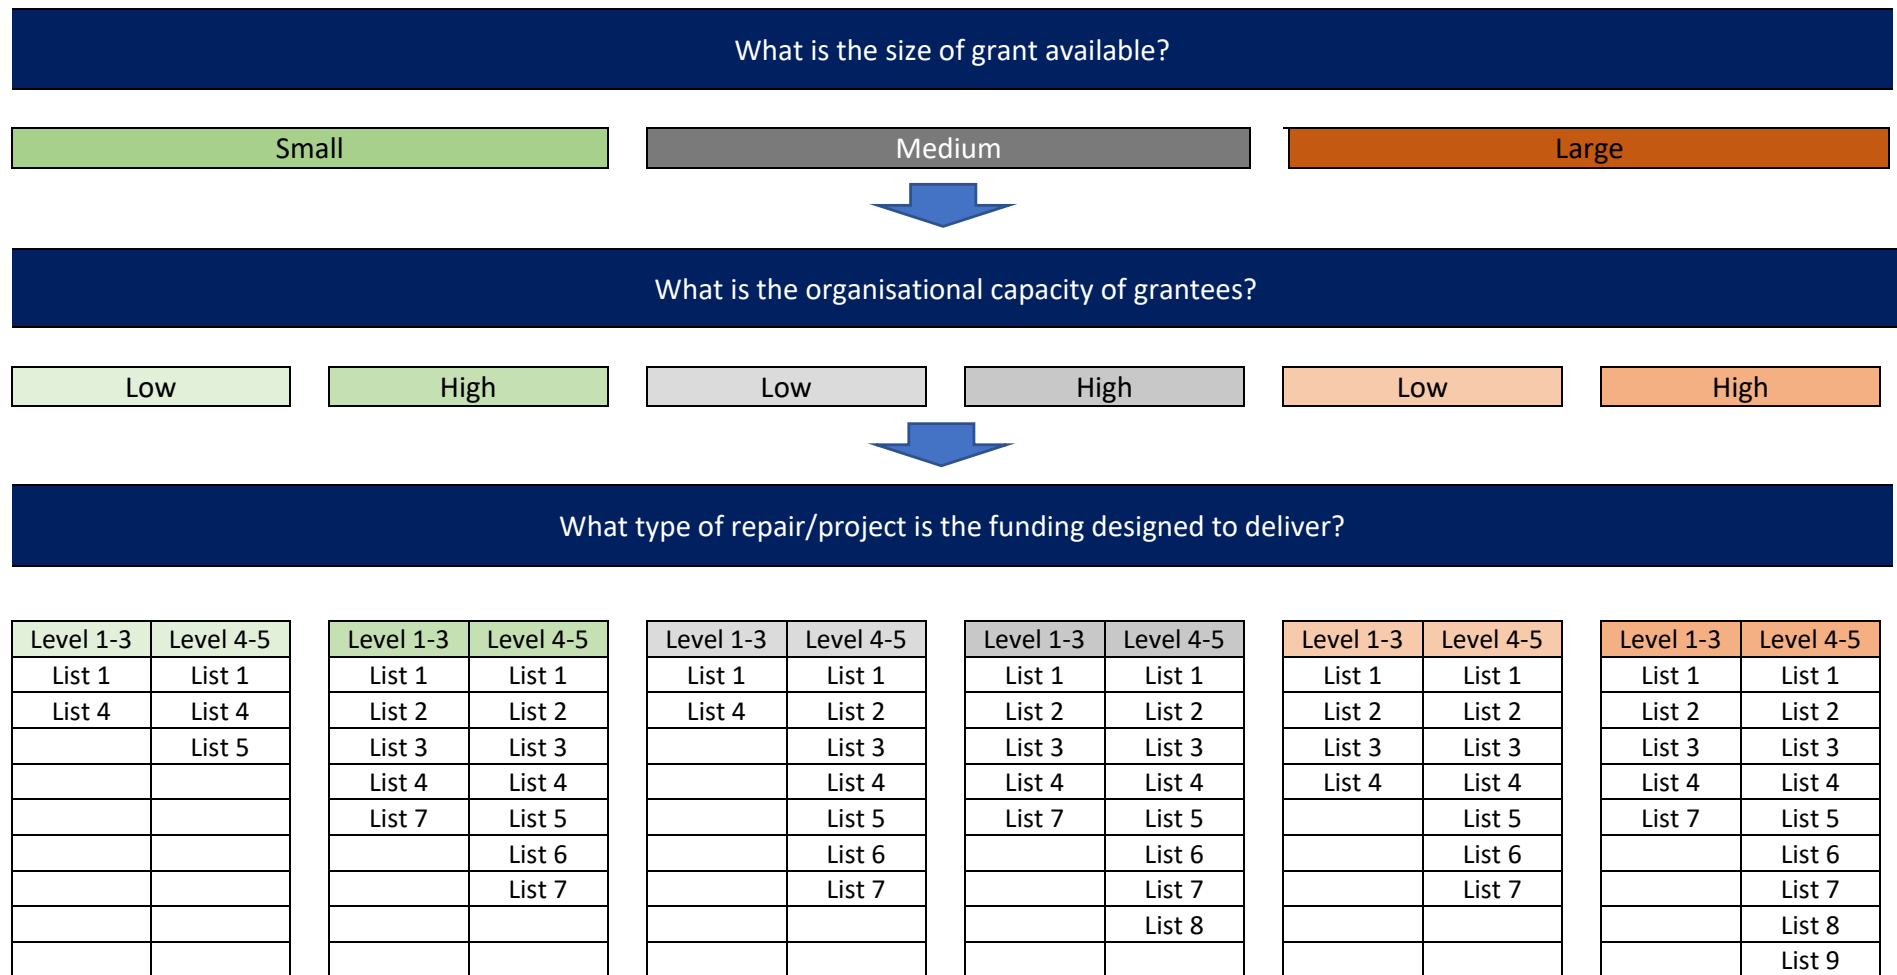 What is the size of grant available?
Small Medium Large
What is the organisational capacity of grantees?
Low High Low High Low High
What type of repair/project is the funding designed to deliver?
Level 1-3 Level 4-5 Level 1-3 Level 4-5 Level 1-3 Level 4-5 Level 1-3 Level 4-5 Level 1-3 Level 4-5 Level 1-3 Level 4-5
List 1 List 1 List 1 List 1 List 1 List 1 List 1 List 1 List 1 List 1 List 1 List 1
List 4 List 4 List 2 List 2 List 4 List 2 List 2 List 2 List 2 List 2 List 2 List 2
List 5 List 3 List 3 List 3 List 3 List 3 List 3 List 3 List 3 List 3
List 4 List 4 List 4 List 4 List 4 List 4 List 4 List 4 List 4
List 7 List 5 List 5 List 7 List 5 List 5 List 7 List 5
List 6 List 6 List 6 List 6 List 6
List 7 List 7 List 7 List 7 List 7
List 8 List 8
List 9